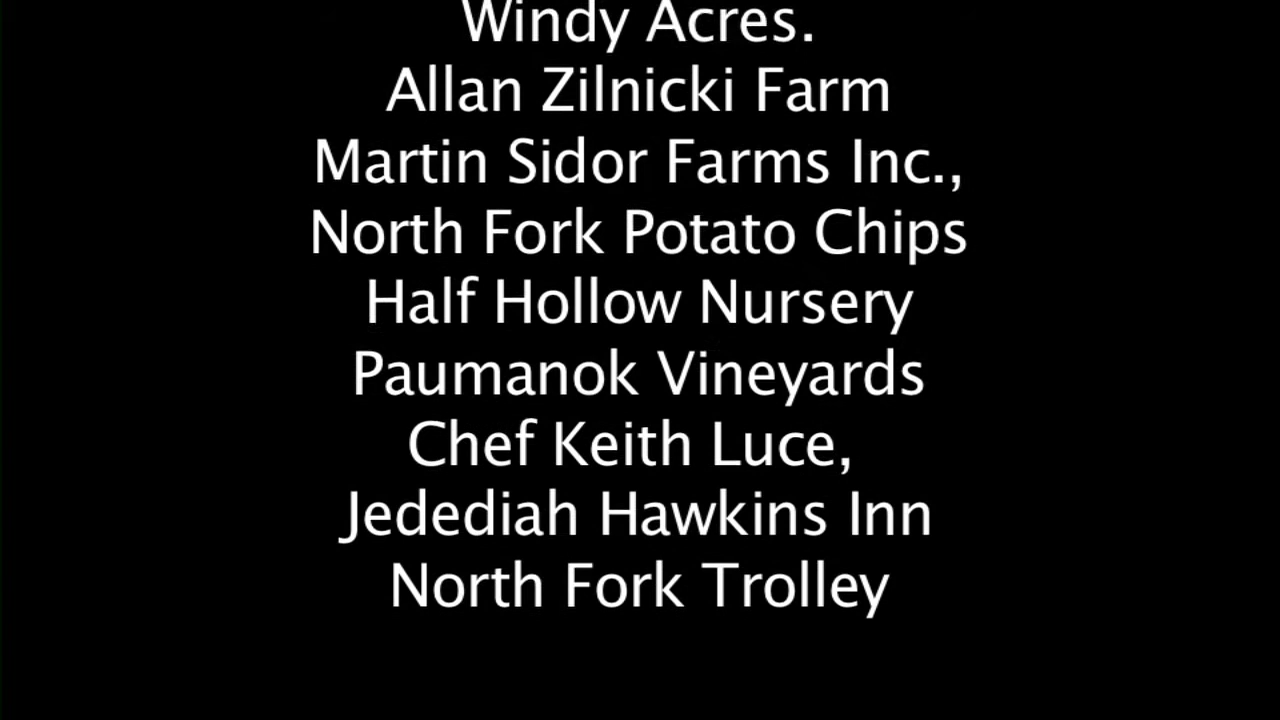 Windy Acres.
Allan Zilnicki Farm
Martin Sidor Farms Inc.,
North Fork Potato Chips
Half Hollow Nursery
Paumanok Vineyards
Chef Keith Luce,
Jedediah Hawkins Inn
North Fork Trolley